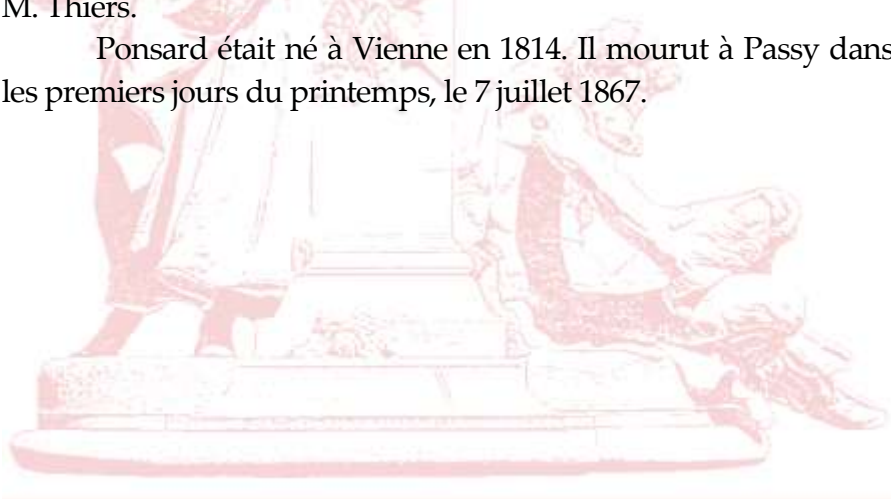 M. Thiers.
Ponsard était né à Vienne en 1814. Il mourut à Passy dans
les premiers jours du printemps, le 7 juillet 1867.